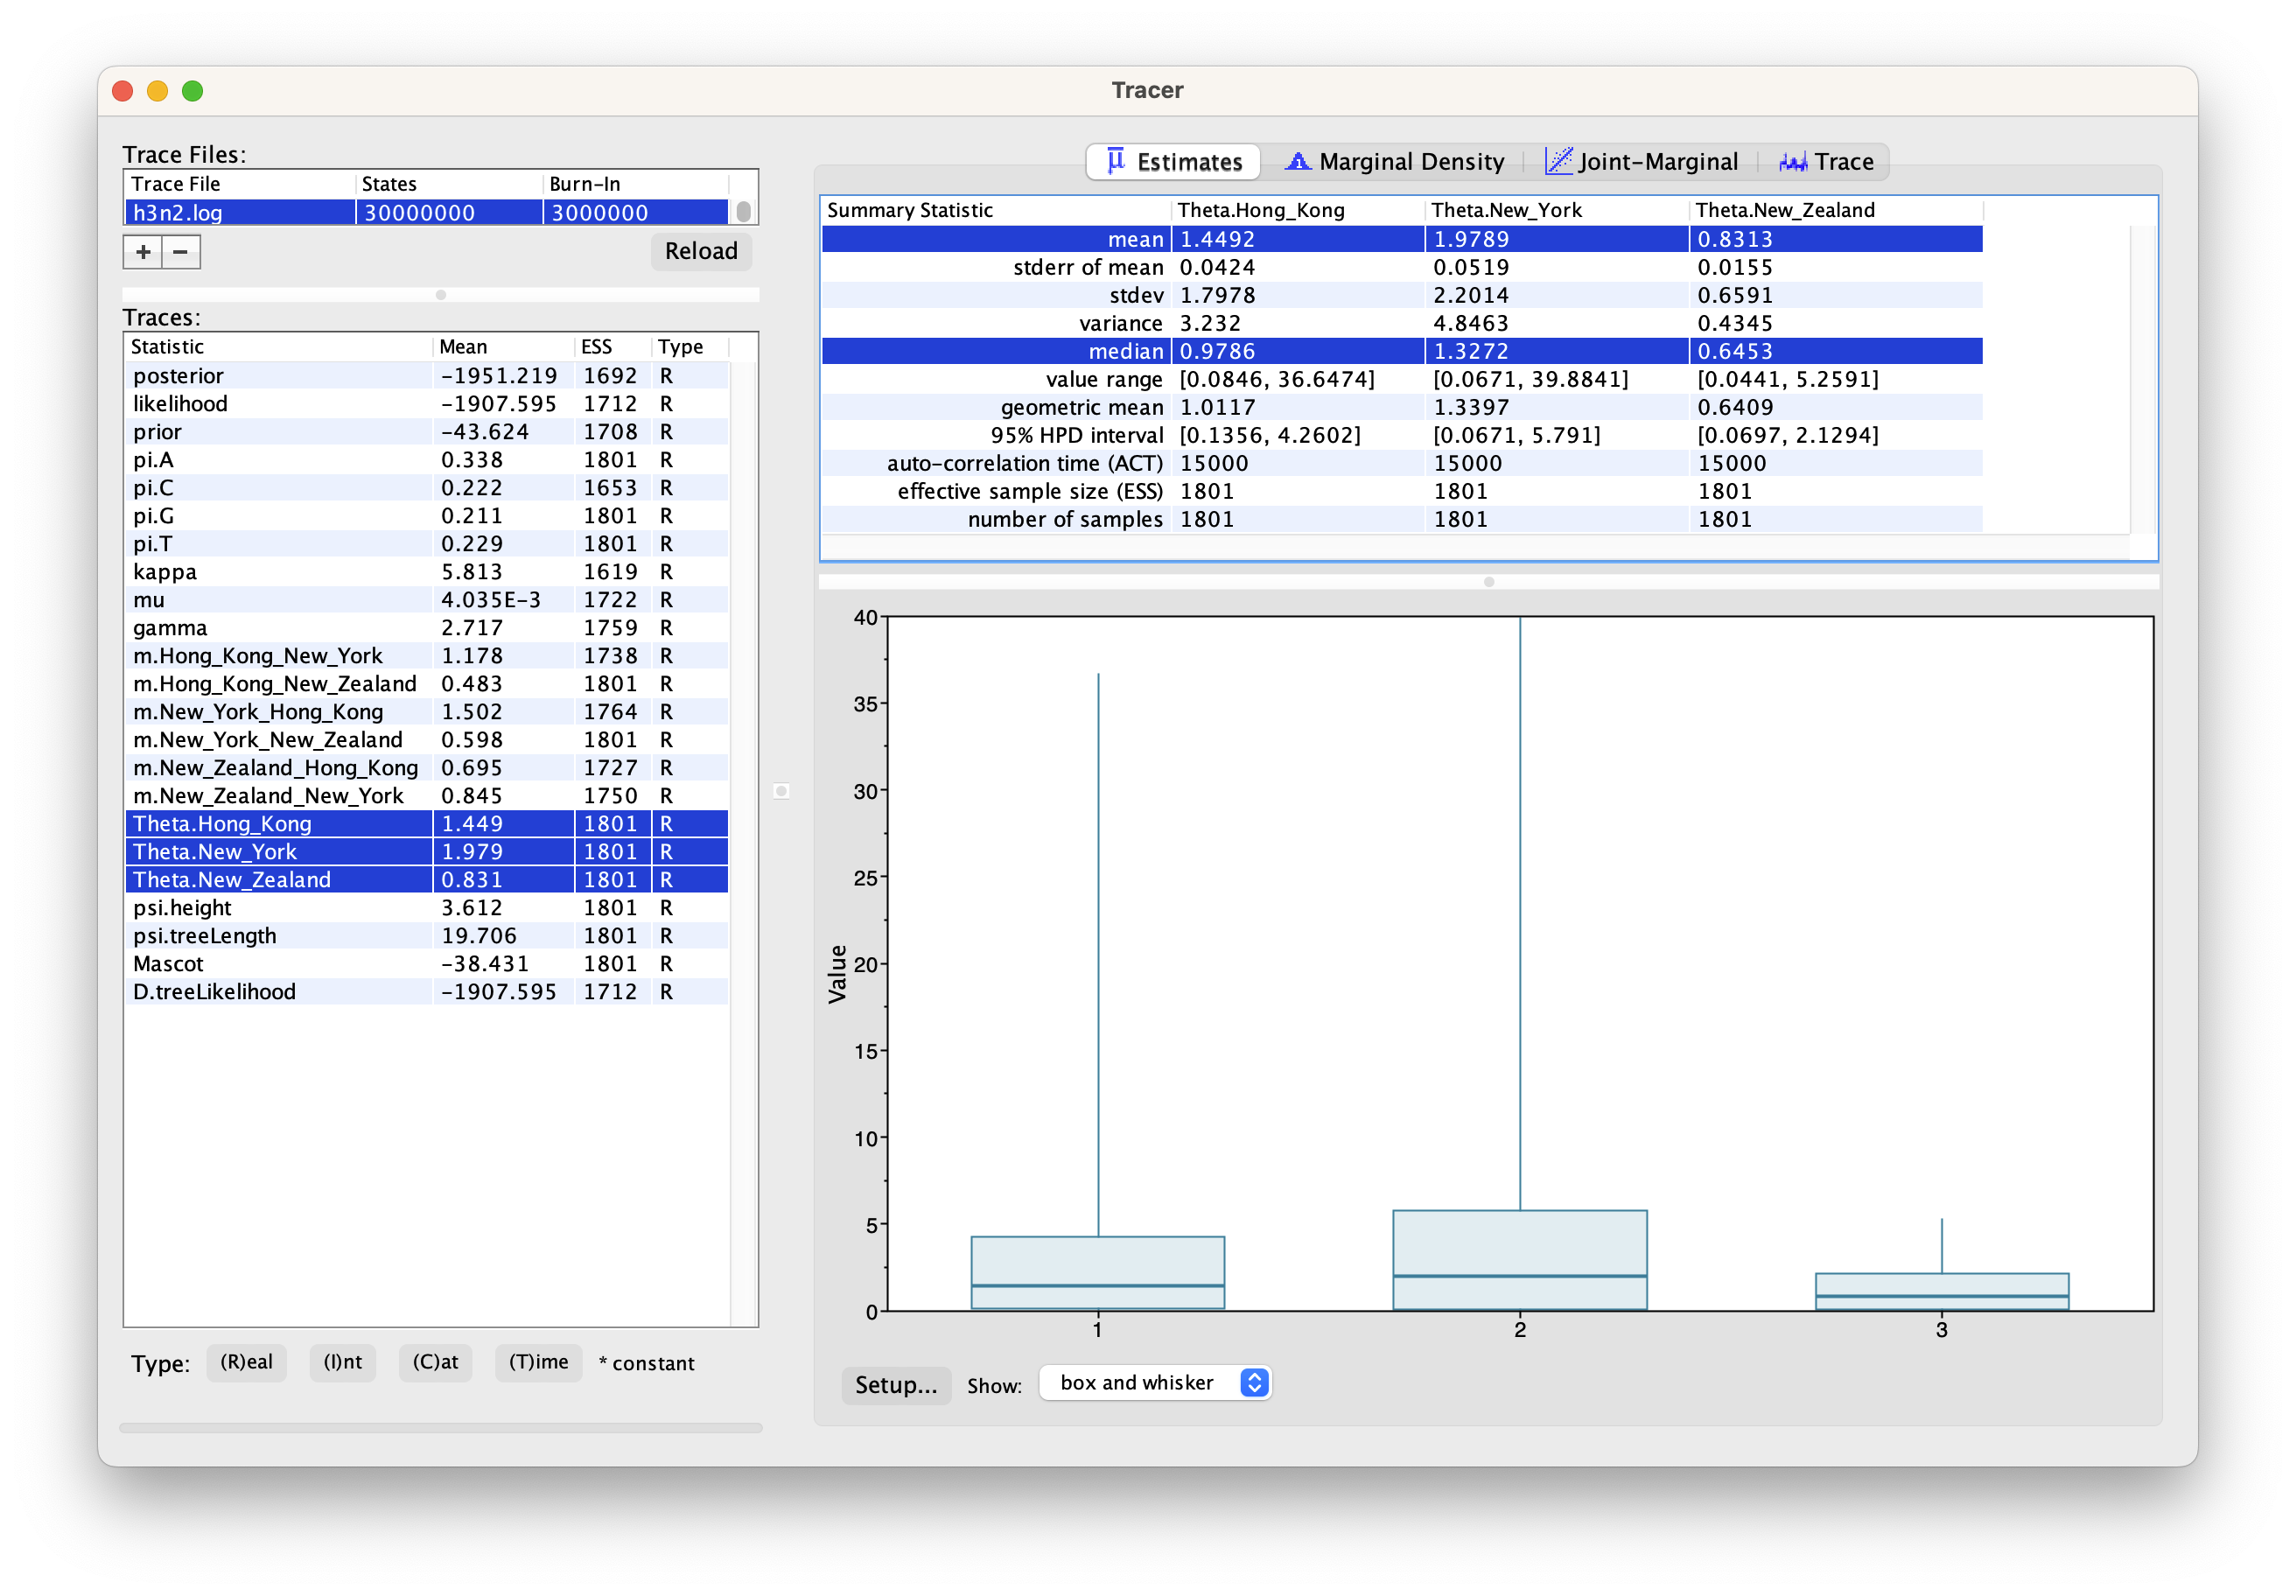 Tracer
Trace Files:
Trace File States Burn-In
h3n2.log 30000000 3000000
+ −
Reload
Traces:
Statistic Mean ESS Type
posterior -1951.219 1692 R
likelihood -1907.595 1712 R
prior -43.624 1708 R
pi.A 0.338 1801 R
pi.C 0.222 1653 R
pi.G 0.211 1801 R
pi.T 0.229 1801 R
kappa 5.813 1619 R
mu 4.035E-3 1722 R
gamma 2.717 1759 R
m.Hong_Kong_New_York 1.178 1738 R
m.Hong_Kong_New_Zealand 0.483 1801 R
m.New_York_Hong_Kong 1.502 1764 R
m.New_York_New_Zealand 0.598 1801 R
m.New_Zealand_Hong_Kong 0.695 1727 R
m.New_Zealand_New_York 0.845 1750 R
Theta.Hong_Kong 1.449 1801 R
Theta.New_York 1.979 1801 R
Theta.New_Zealand 0.831 1801 R
psi.height 3.612 1801 R
psi.treeLength 19.706 1801 R
Mascot -38.431 1801 R
D.treeLikelihood -1907.595 1712 R
Type: (R)eal (I)nt (C)at (T)ime * constant
Estimates Marginal Density Joint-Marginal Trace
Summary Statistic Theta.Hong_Kong Theta.New_York Theta.New_Zealand
mean 1.4492 1.9789 0.8313
stderr of mean 0.0424 0.0519 0.0155
stdev 1.7978 2.2014 0.6591
variance 3.232 4.8463 0.4345
median 0.9786 1.3272 0.6453
value range [0.0846, 36.6474] [0.0671, 39.8841] [0.0441, 5.2591]
geometric mean 1.0117 1.3397 0.6409
95% HPD interval [0.1356, 4.2602] [0.0671, 5.791] [0.0697, 2.1294]
auto-correlation time (ACT) 15000 15000 15000
effective sample size (ESS) 1801 1801 1801
number of samples 1801 1801 1801
Value
40
35
30
25
20
15
10
5
0
1 2 3
Setup... Show: box and whisker